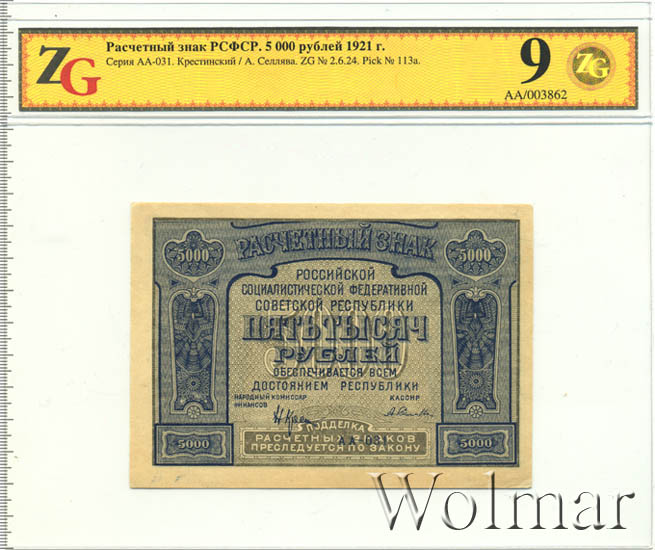 ZG
Расчетный знак РСФСР. 5 000 рублей 1921 г.
Серия АА-031. Крестинский / А. Селлява. ZG № 2.6.24. Pick № 113a.
9
ZG
AA/003862
РАСЧЕТНЫЙ ЗНАК
5000
5000
РОССИЙСКОЙ
СОЦИАЛИСТИЧЕСКОЙ ФЕДЕРАТИВНОЙ
СОВЕТСКОЙ РЕСПУБЛИКИ
5000
ПЯТЬ ТЫСЯЧ
РУБЛЕЙ
ОБЕСПЕЧИВАЕТСЯ ВСЕМ
ДОСТОЯНИЕМ РЕСПУБЛИКИ
НАРОДНЫЙ КОМИССАР
ФИНАНСОВ
КАССИР
ПОДДЕЛКА
РАСЧЕТНЫХ ЗНАКОВ
ПРЕСЛЕДУЕТСЯ ПО ЗАКОНУ
5000
5000
Wolmar